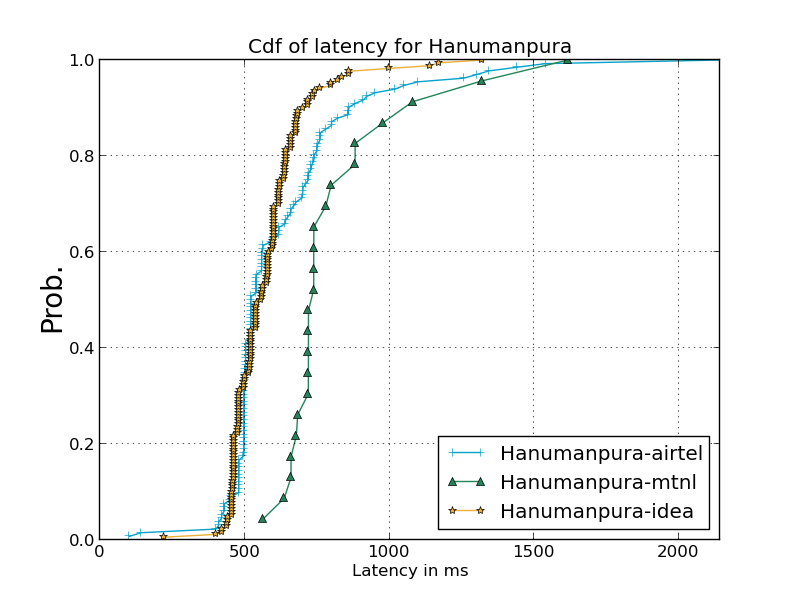 Cdf of latency for Hanumanpura
Prob.
1.0
0.8
0.6
0.4
0.2
0.0
0
500
1000
1500
2000
Latency in ms
Hanumanpura-airtel
Hanumanpura-mtnl
Hanumanpura-idea